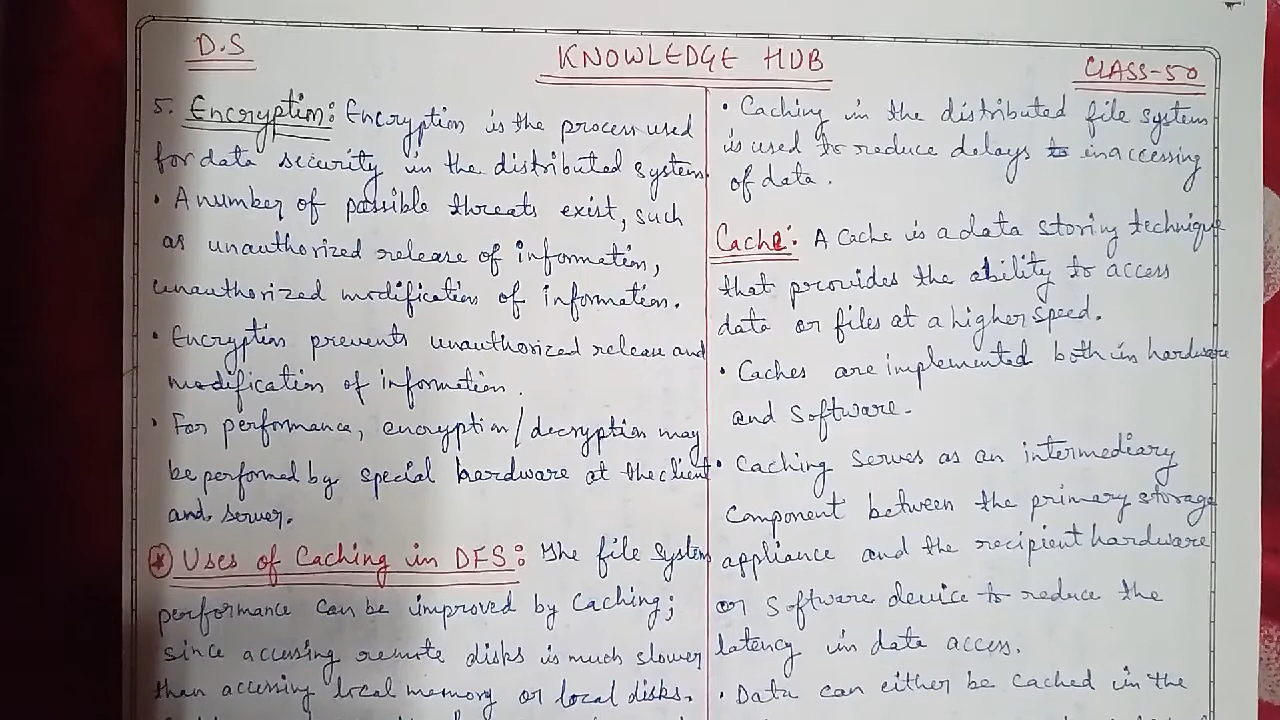 D.S
KNOWLEDGE HUB
CLASS-50
5. Encryption: Encryption is the process used
for data security in the distributed system
• A number of possible threats exist, such
as unauthorized release of information,
unauthorized modification of information.
• Encryption prevents unauthorized release and
modification of information.
• For performance, encryption/decryption may
be performed by special hardware at the client
and server.
* Uses of Caching in DFS: The file system
performance can be improved by caching;
since accessing remote disks is much slower
than accessing local memory or local disks.
• Caching in the distributed file system
is used to reduce delays in accessing
of data.
Cache: A Cache is a data storing technique
that provides the ability to access
data or files at a higher speed.
• Caches are implemented both in hardware
and Software.
• Caching serves as an intermediary
component between the primary storage
appliance and the recipient hardware
or Software device to reduce the
latency in data access.
• Data can either be cached in the